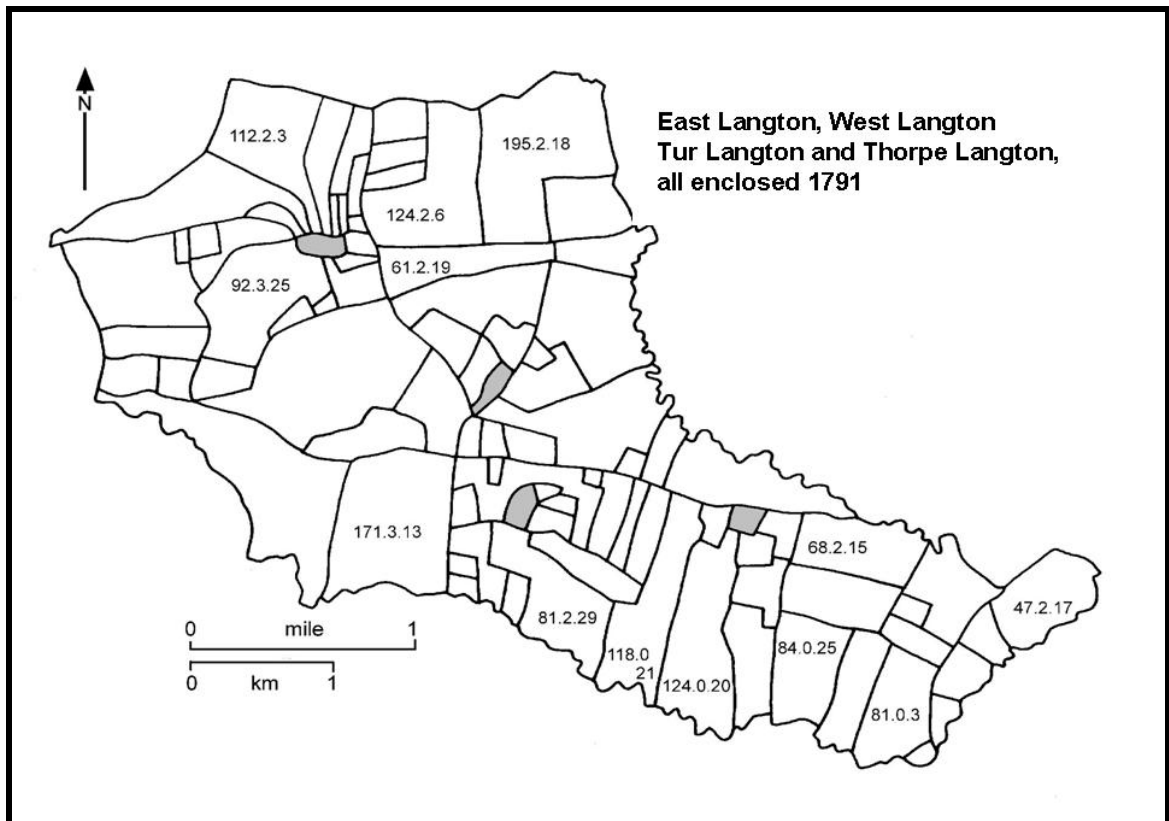 N
East Langton, West Langton
Tur Langton and Thorpe Langton,
all enclosed 1791
112.2.3
195.2.18
124.2.6
61.2.19
92.3.25
171.3.13
68.2.15
81.2.29
47.2.17
118.0
21
84.0.25
124.0.20
81.0.3
0 mile 1
0 km 1